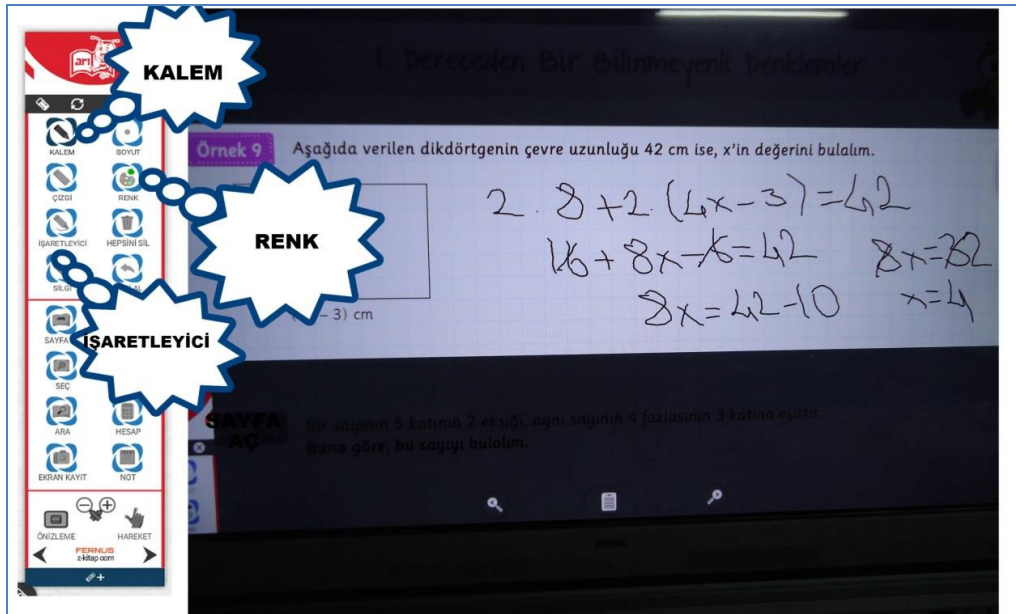 arı
KALEM
KALEM
BOYUT
ÇİZGİ
RENK
İŞARETLEYİCİ
HEPSİNİ SİL
SİLGİ
RENK
İŞARETLEYİCİ
SAYFA
SEÇ
ARA
HESAP
EKRAN KAYIT
NOT
ÖNİZLEME
HAREKET
FERNUS
z-kitap com
I. Dereceden Bir Bilinmeyenli Denklemler
Örnek 9
Aşağıda verilen dikdörtgenin çevre uzunluğu 42 cm ise, x'in değerini bulalım.
2 . 8 + 2 . (4x - 3) = 42
16 + 8x - 6 = 42
8x = 32
8x = 42 - 10
x = 4
- 3) cm
SAYFA
AÇ
Bir sayının 5 katının 2 eksiği, aynı sayının 4 fazlasının 3 katına eşittir.
Buna göre, bu sayıyı bulalım.